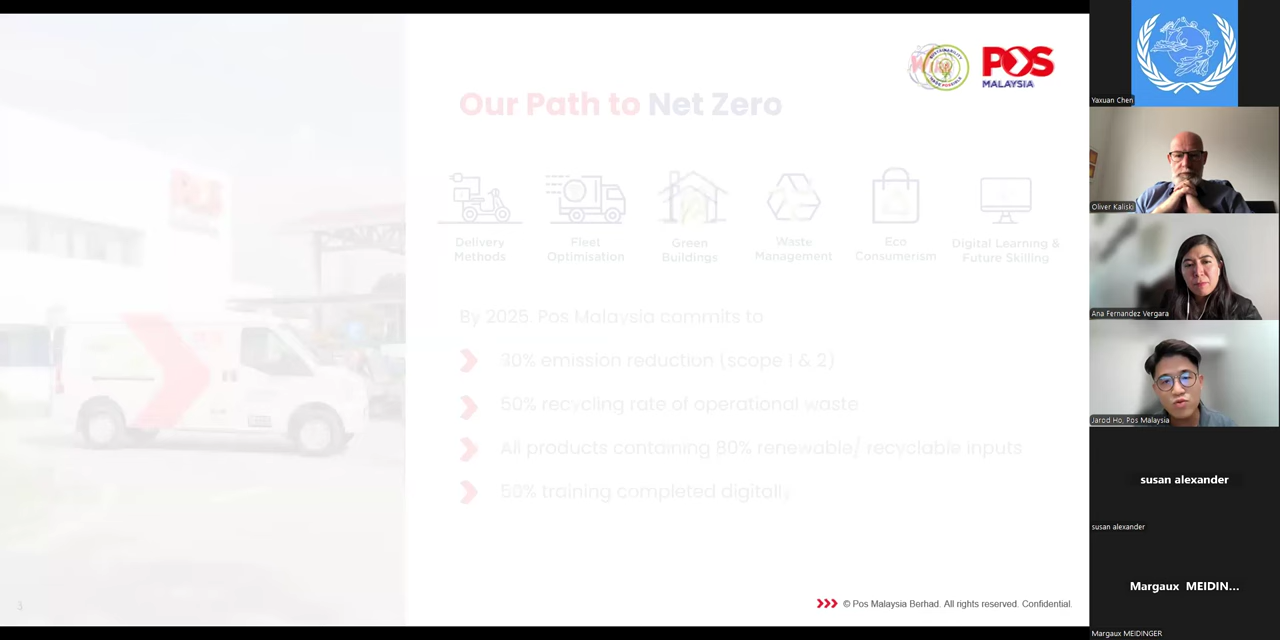 POS
MALAYSIA
Our Path to Net Zero
Delivery
Methods
Fleet
Optimisation
Green
Buildings
Waste
Management
Eco
Consumerism
Digital Learning &
Future Skilling
By 2025, Pos Malaysia commits to
30% emission reduction (scope 1 & 2)
50% recycling rate of operational waste
All products containing 80% renewable/ recyclable inputs
50% training completed digitally
3
© Pos Malaysia Berhad. All rights reserved. Confidential.
Yaxuan Chen
Oliver Kaliski
Ana Fernandez Vergara
Jarod Ho, Pos Malaysia
susan alexander
susan alexander
Margaux MEIDIN...
Margaux MEIDINGER